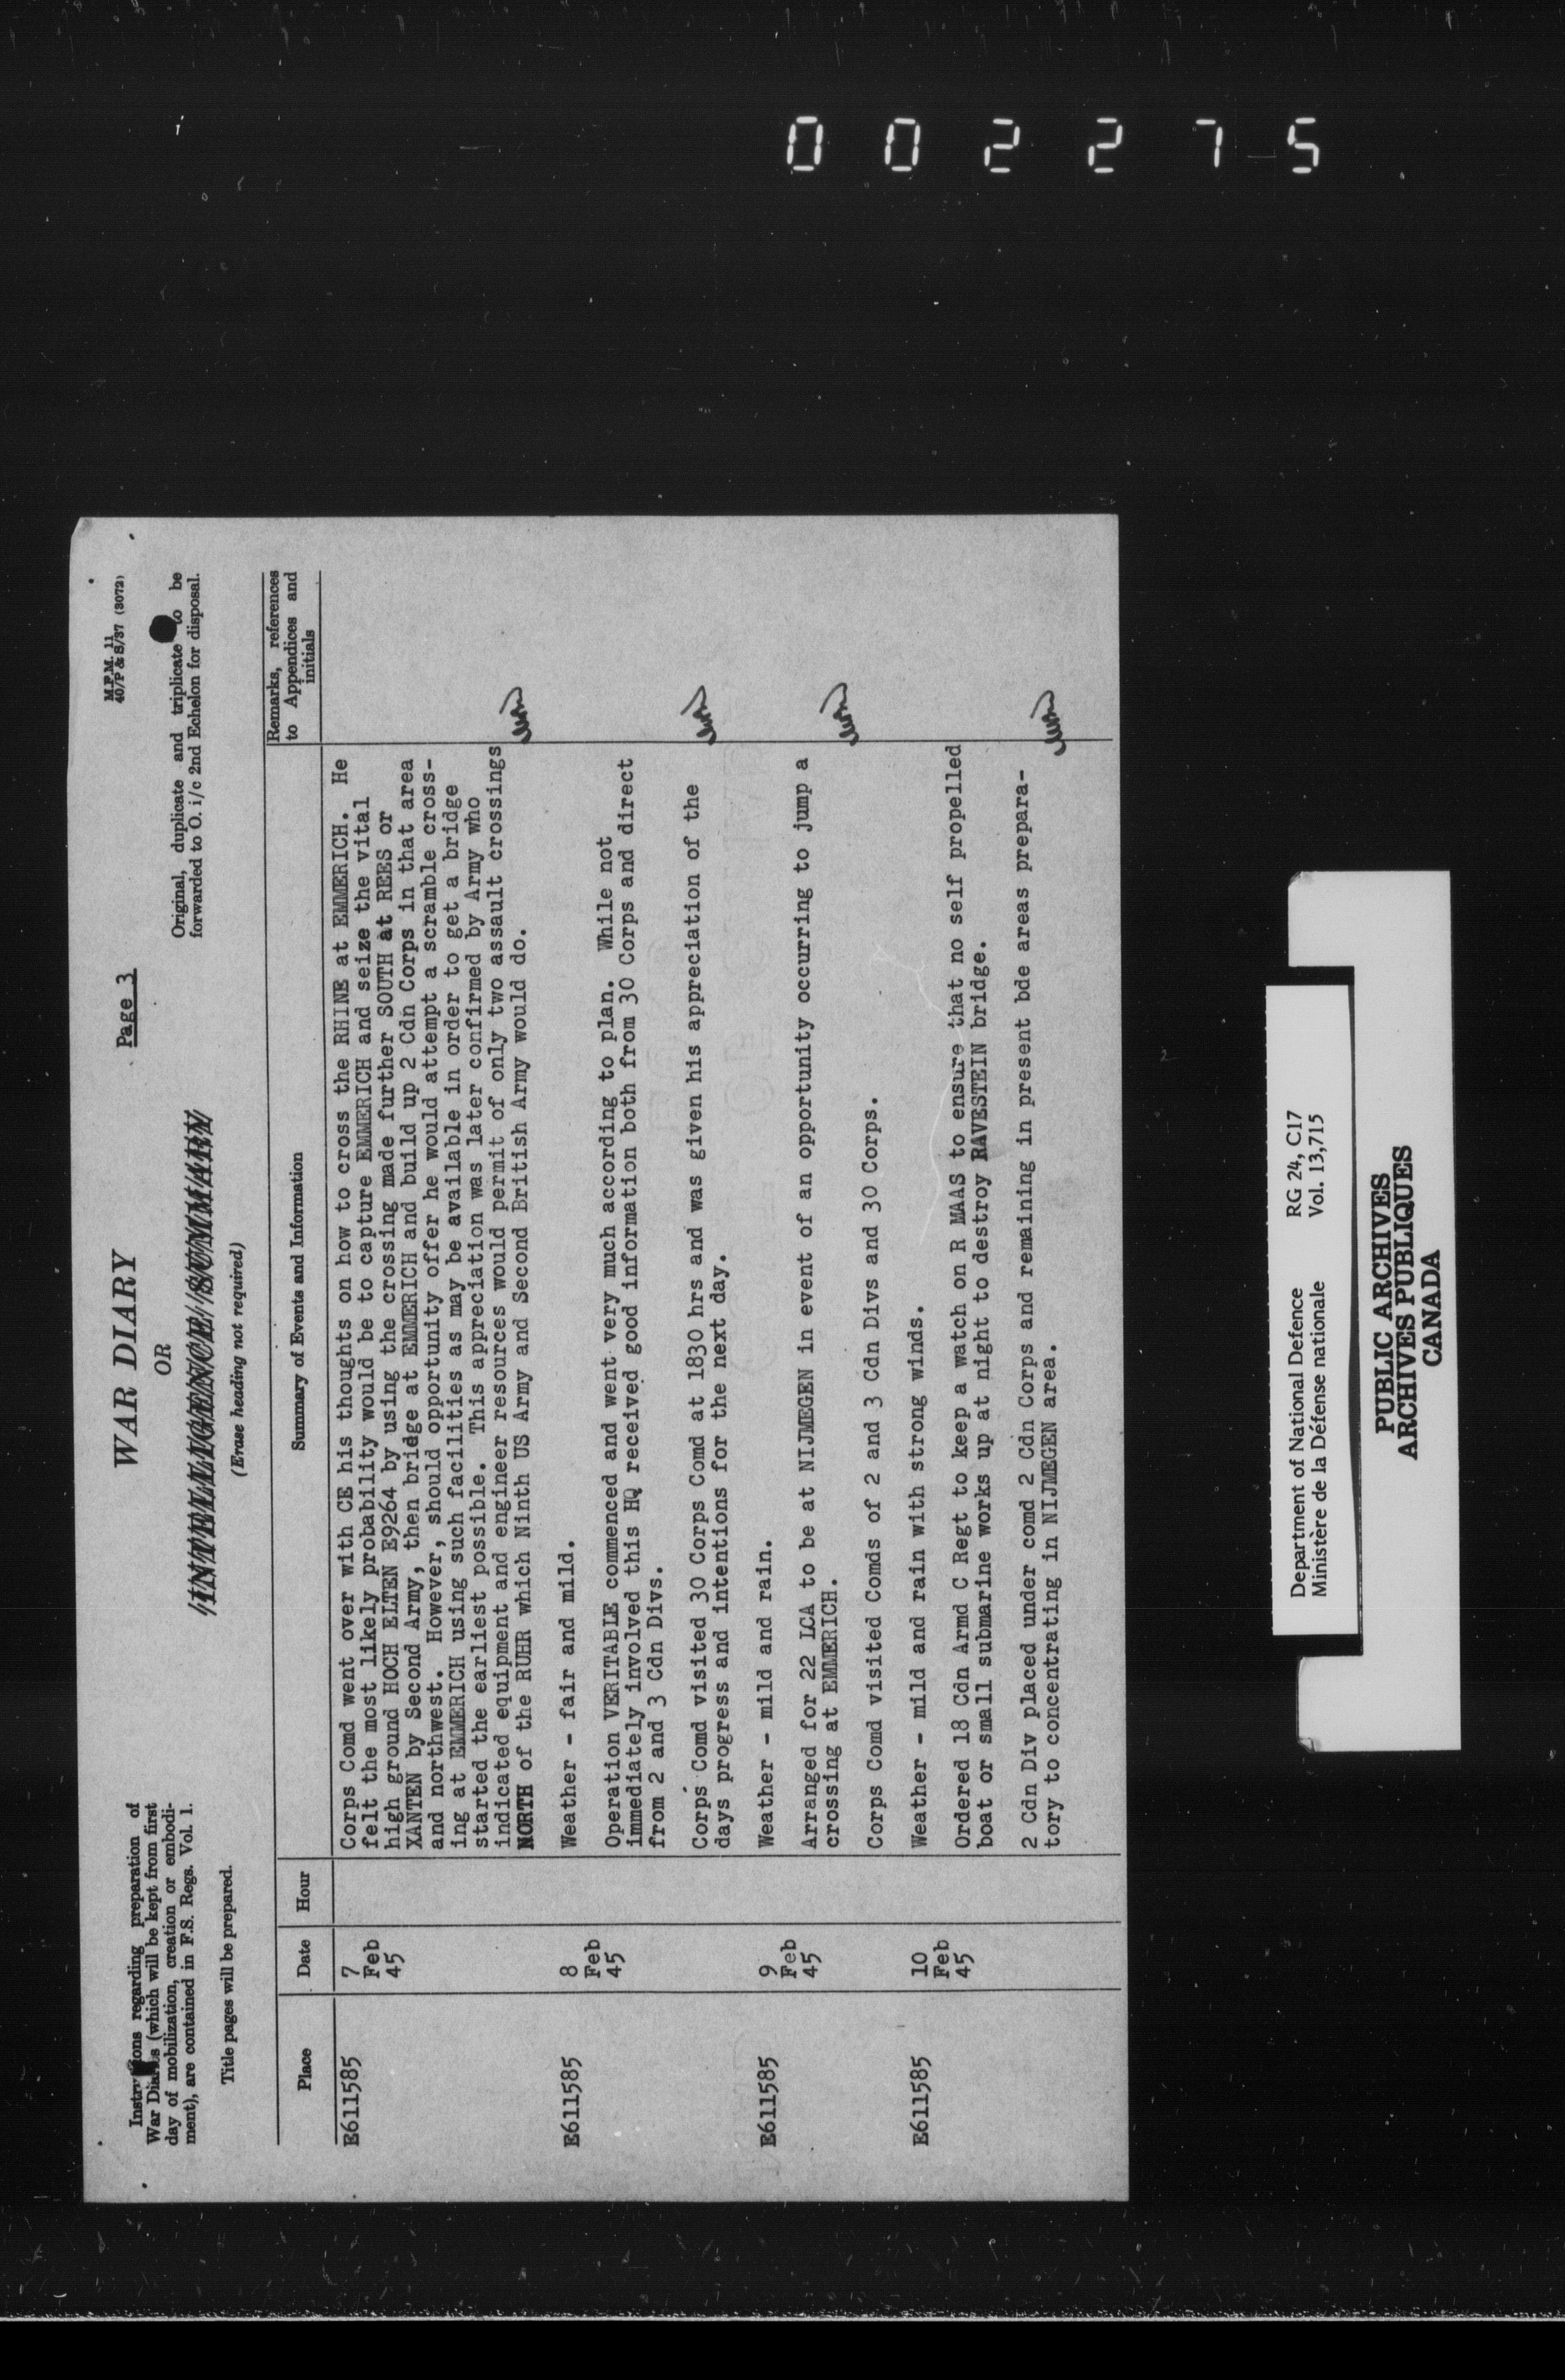 002275
Instructions regarding preparation of
War Diaries (which will be kept from first
day of mobilization, creation or embodi-
ment), are contained in F.S. Regs. Vol. 1.
Title pages will be prepared.
WAR DIARY
OR
INTELLIGENCE SUMMARY
(Erase heading not required)
Page 3
M.F.M. 11
40/P & S/37 (3072)
Original, duplicate and triplicate to be
forwarded to O. i/c 2nd Echelon for disposal.
Place
Date
Hour
Summary of Events and Information
Remarks, references
to Appendices and
initials
E611585
7
Feb
45
Corps Comd went over with CE his thoughts on how to cross the RHINE at EMMERICH. He
felt the most likely probability would be to capture EMMERICH and seize the vital
high ground HOCH ELTEN E9264 by using the crossing made further SOUTH at REES or
XANTEN by Second Army, then bridge at EMMERICH and build up 2 Cdn Corps in that area
and northwest. However, should opportunity offer he would attempt a scramble cross-
ing at EMMERICH using such facilities as may be available in order to get a bridge
started the earliest possible. This appreciation was later confirmed by Army who
indicated equipment and engineer resources would permit of only two assault crossings
NORTH of the RUHR which Ninth US Army and Second British Army would do.
E611585
8
Feb
45
Weather - fair and mild.
Operation VERITABLE commenced and went very much according to plan. While not
immediately involved this HQ received good information both from 30 Corps and direct
from 2 and 3 Cdn Divs.
Corps Comd visited 30 Corps Comd at 1830 hrs and was given his appreciation of the
days progress and intentions for the next day.
E611585
9
Feb
45
Weather - mild and rain.
Arranged for 22 LCA to be at NIJMEGEN in event of an opportunity occurring to jump a
crossing at EMMERICH.
Corps Comd visited Comds of 2 and 3 Cdn Divs and 30 Corps.
E611585
10
Feb
45
Weather - mild and rain with strong winds.
Ordered 18 Cdn Armd C Regt to keep a watch on R MAAS to ensure that no self propelled
boat or small submarine works up at night to destroy RAVESTEIN bridge.
2 Cdn Div placed under comd 2 Cdn Corps and remaining in present bde areas prepara-
tory to concentrating in NIJMEGEN area.
Department of National Defence RG 24, C17
Ministère de la Défense nationale Vol. 13,715
PUBLIC ARCHIVES
ARCHIVES PUBLIQUES
CANADA